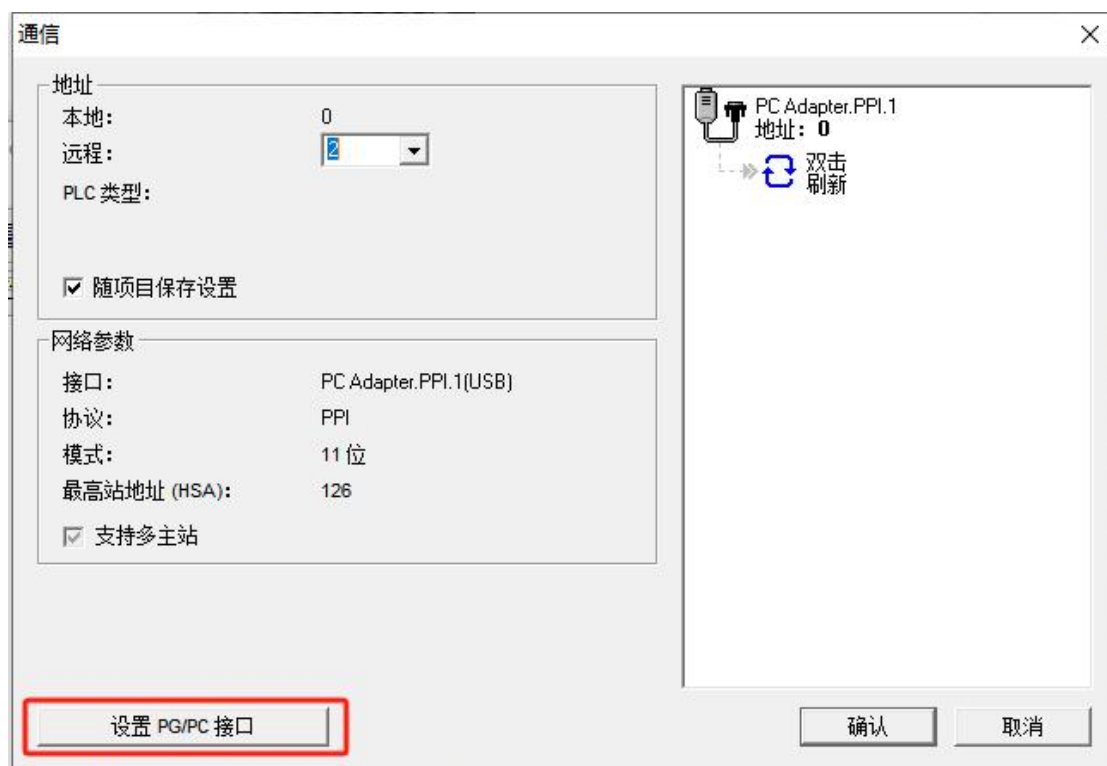 通信
地址
本地: 0
远程: 2
PLC 类型:
随项目保存设置
网络参数
接口: PC Adapter.PPI.1(USB)
协议: PPI
模式: 11 位
最高站地址 (HSA): 126
支持多主站
设置 PG/PC 接口
PC Adapter.PPI.1
地址: 0
双击
刷新
确认
取消